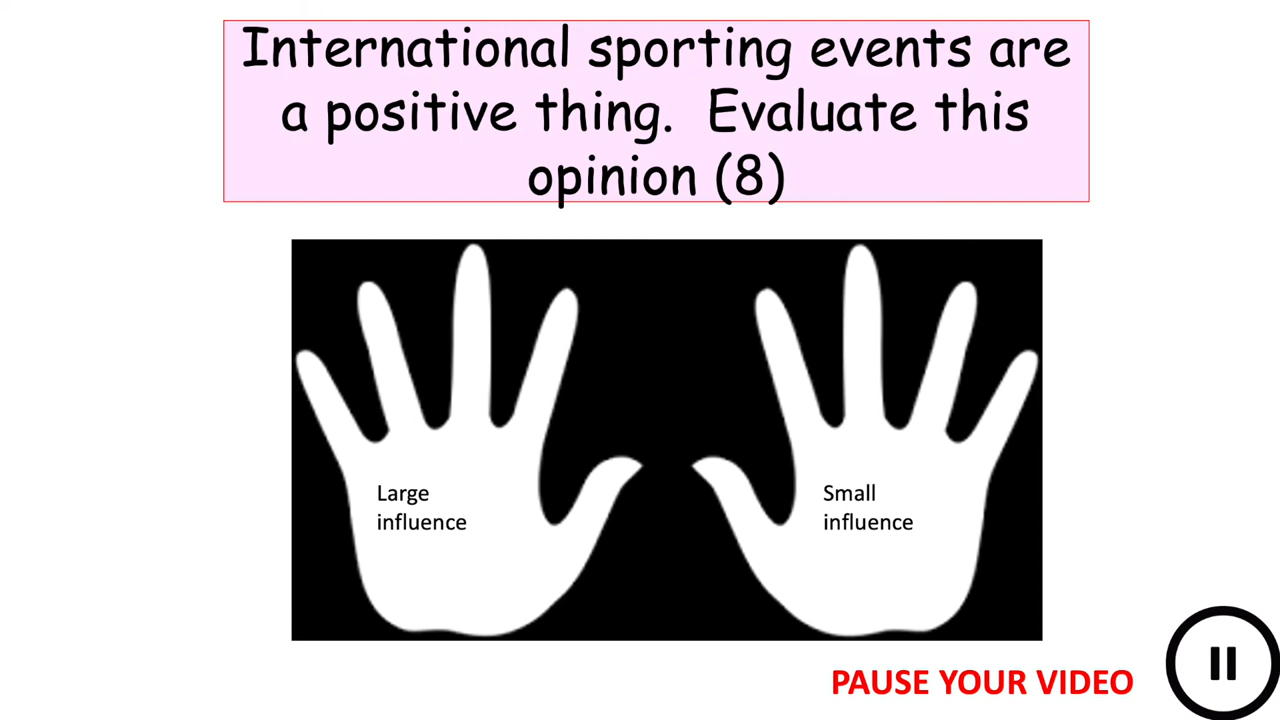 International sporting events are
a positive thing.  Evaluate this
opinion (8)
Large
influence
Small
influence
PAUSE YOUR VIDEO